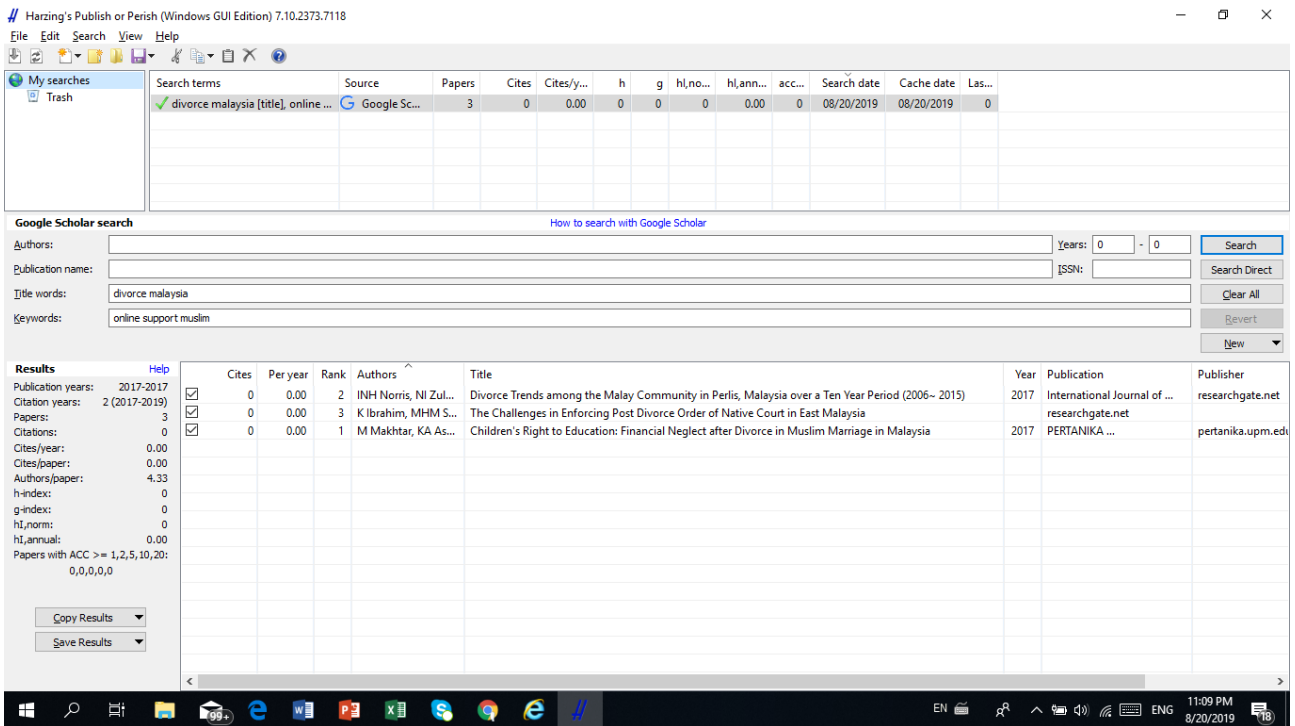 Harzing's Publish or Perish (Windows GUI Edition) 7.10.2373.7118
File Edit Search View Help
My searches
Trash
Search terms Source Papers Cites Cites/y... h g hI,no... hI,ann... acc... Search date Cache date Las...
divorce malaysia [title], online ... Google Sc... 3 0 0.00 0 0 0 0.00 0 08/20/2019 08/20/2019 0
Google Scholar search How to search with Google Scholar
Authors: Years: 0 - 0 Search
Publication name: ISSN: Search Direct
Title words: divorce malaysia Clear All
Keywords: online support muslim Revert
New
Results Help
Publication years: 2017-2017
Citation years: 2 (2017-2019)
Papers: 3
Citations: 0
Cites/year: 0.00
Cites/paper: 0.00
Authors/paper: 4.33
h-index: 0
g-index: 0
hI,norm: 0
hI,annual: 0.00
Papers with ACC >= 1,2,5,10,20:
0,0,0,0,0
Copy Results
Save Results
Cites Per year Rank Authors Title Year Publication Publisher
0 0.00 2 INH Norris, NI Zul... Divorce Trends among the Malay Community in Perlis, Malaysia over a Ten Year Period (2006~ 2015) 2017 International Journal of ... researchgate.net
0 0.00 3 K Ibrahim, MHM S... The Challenges in Enforcing Post Divorce Order of Native Court in East Malaysia researchgate.net
0 0.00 1 M Makhtar, KA As... Children's Right to Education: Financial Neglect after Divorce in Muslim Marriage in Malaysia 2017 PERTANIKA ... pertanika.upm.edu
99+ EN ENG 11:09 PM
8/20/2019 18